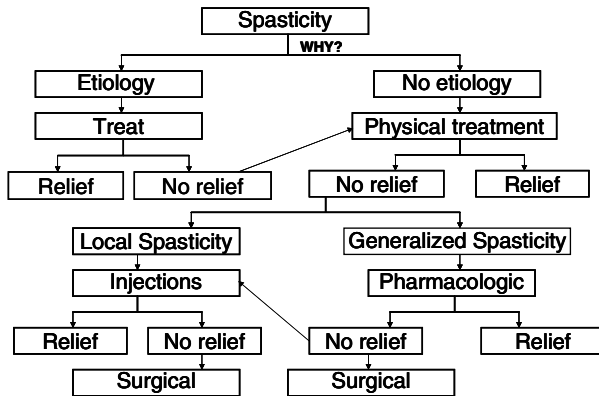 Spasticity
WHY?
Etiology
No etiology
Treat
Physical treatment
Relief
No relief
No relief
Relief
Local Spasticity
Generalized Spasticity
Injections
Pharmacologic
Relief
No relief
No relief
Relief
Surgical
Surgical